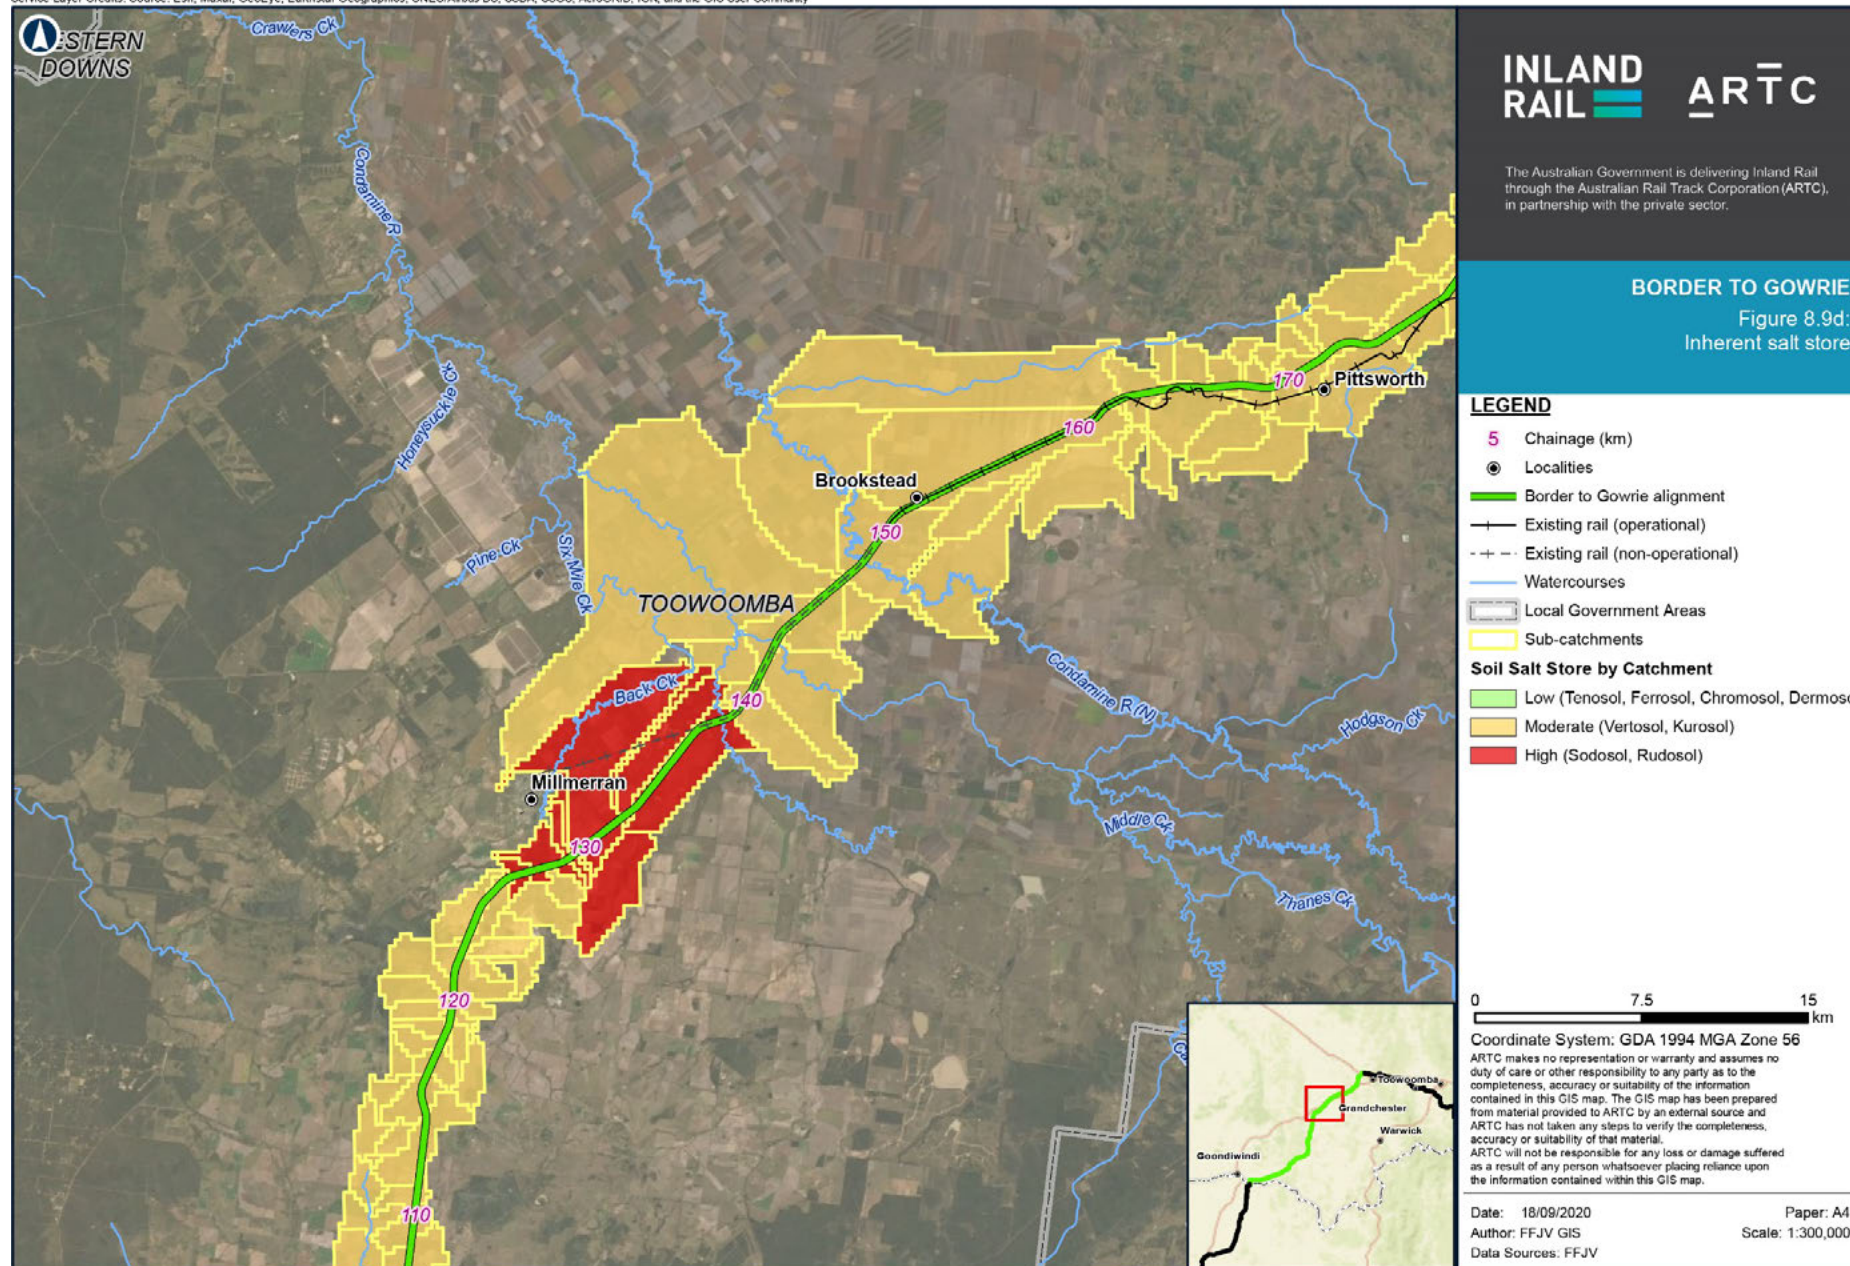 Crawlers Ck
WESTERN
DOWNS
Condamine R
Honeysuckle Ck
Pine Ck
Six Mile Ck
TOOWOOMBA
Back Ck
Millmerran
Brookstead
Pittsworth
170
160
150
140
130
120
110
Condamine R (N)
Hodgson Ck
Middle Ck
Thanes Ck
Toowoomba
Grandchester
Warwick
Goondiwindi
INLAND
RAIL
ARTC
The Australian Government is delivering Inland Rail
through the Australian Rail Track Corporation (ARTC),
in partnership with the private sector.
BORDER TO GOWRIE
Figure 8.9d:
Inherent salt store
LEGEND
5 Chainage (km)
Localities
Border to Gowrie alignment
Existing rail (operational)
Existing rail (non-operational)
Watercourses
Local Government Areas
Sub-catchments
Soil Salt Store by Catchment
Low (Tenosol, Ferrosol, Chromosol, Dermoso
Moderate (Vertosol, Kurosol)
High (Sodosol, Rudosol)
0 7.5 15
km
Coordinate System: GDA 1994 MGA Zone 56
ARTC makes no representation or warranty and assumes no
duty of care or other responsibility to any party as to the
completeness, accuracy or suitability of the information
contained in this GIS map. The GIS map has been prepared
from material provided to ARTC by an external source and
ARTC has not taken any steps to verify the completeness,
accuracy or suitability of that material.
ARTC will not be responsible for any loss or damage suffered
as a result of any person whatsoever placing reliance upon
the information contained within this GIS map.
Date: 18/09/2020 Paper: A4
Author: FFJV GIS Scale: 1:300,000
Data Sources: FFJV